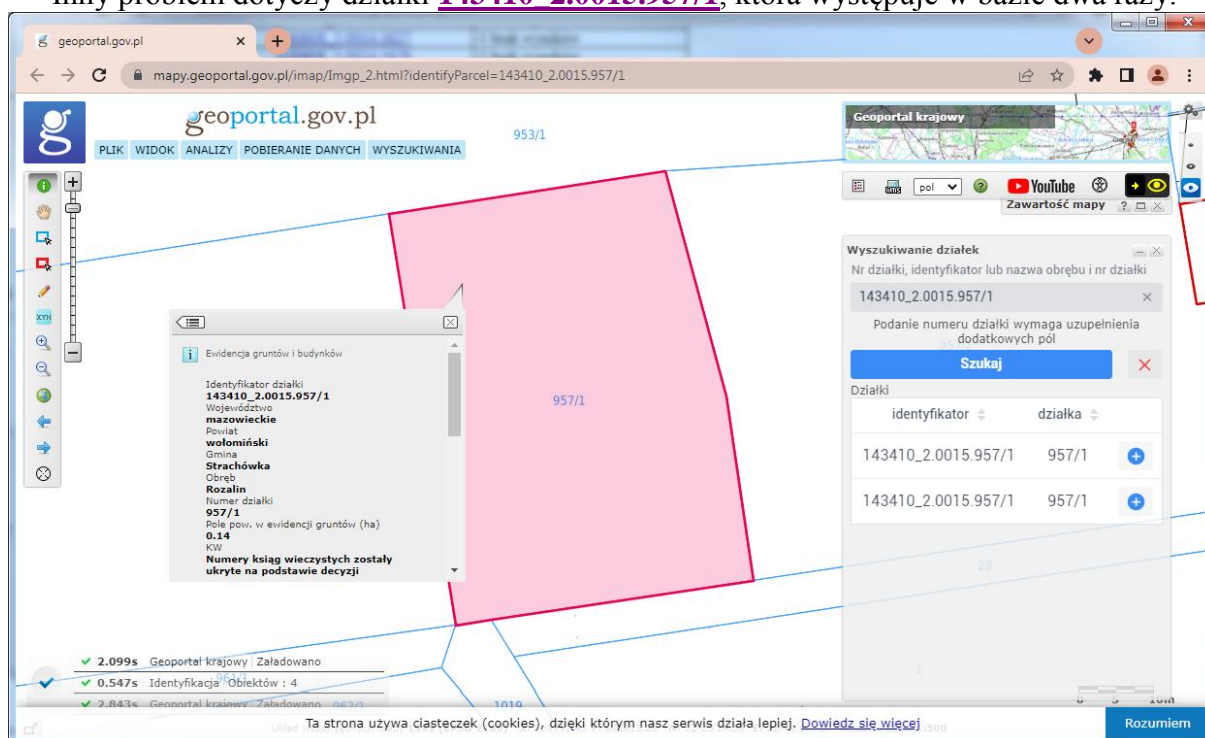 Inny problem dotyczy działki 143410_2.0015.957/1, która występuje w bazie dwa razy.
geoportal.gov.pl
mapy.geoportal.gov.pl/imap/Imgp_2.html?identifyParcel=143410_2.0015.957/1
geoportal.gov.pl
PLIK WIDOK ANALIZY POBIERANIE DANYCH WYSZUKIWANIA
953/1
Geoportal krajowy
pol
YouTube
Zawartość mapy
XYH
Ewidencja gruntów i budynków
Identyfikator działki
143410_2.0015.957/1
Województwo
mazowieckie
Powiat
wołomiński
Gmina
Strachówka
Obręb
Rozalin
Numer działki
957/1
Pole pow. w ewidencji gruntów (ha)
0.14
KW
Numery ksiąg wieczystych zostały
ukryte na podstawie decyzji
957/1
Wyszukiwanie działek
Nr działki, identyfikator lub nazwa obrębu i nr działki
143410_2.0015.957/1
Podanie numeru działki wymaga uzupełnienia
dodatkowych pól
Szukaj
Działki
identyfikator działka
143410_2.0015.957/1 957/1
143410_2.0015.957/1 957/1
28
1
2.099s Geoportal krajowy Załadowano
0.547s Identyfikacja Obiektów : 4
2.843s Geoportal krajowy Załadowano
962/1
1019
0 5 10m
Ta strona używa ciasteczek (cookies), dzięki którym nasz serwis działa lepiej. Dowiedz się więcej
Rozumiem